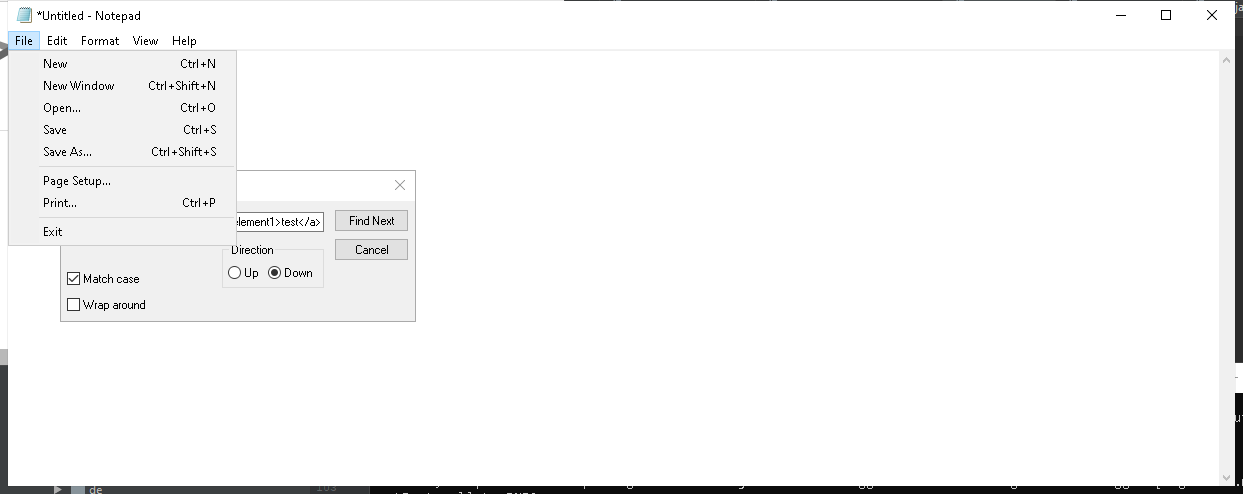 *Untitled - Notepad
File Edit Format View Help
New Ctrl+N
New Window Ctrl+Shift+N
Open... Ctrl+O
Save Ctrl+S
Save As... Ctrl+Shift+S
Page Setup...
Print... Ctrl+P
Exit
element1>test</a>
Find Next
Direction
Cancel
Up Down
Match case
Wrap around
de
103